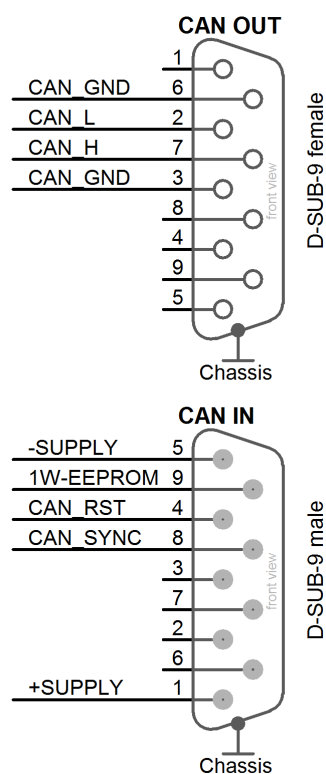 CAN OUT
1
CAN_GND 6
CAN_L 2
CAN_H 7
CAN_GND 3
8
4
9
5
front view
D-SUB-9 female
Chassis
CAN IN
-SUPPLY 5
1W-EEPROM 9
CAN_RST 4
CAN_SYNC 8
3
7
2
6
+SUPPLY 1
front view
D-SUB-9 male
Chassis